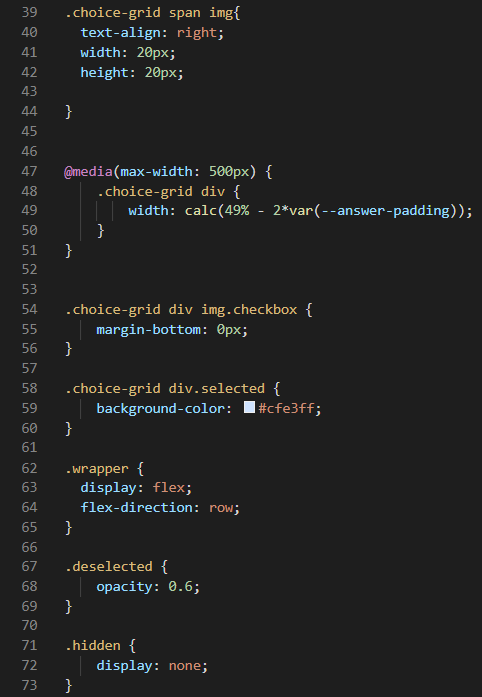 39 .choice-grid span img{
40   text-align: right;
41   width: 20px;
42   height: 20px;
43
44 }
45
46
47 @media(max-width: 500px) {
48     .choice-grid div {
49         width: calc(49% - 2*var(--answer-padding));
50     }
51 }
52
53
54 .choice-grid div img.checkbox {
55     margin-bottom: 0px;
56 }
57
58 .choice-grid div.selected {
59     background-color: #cfe3ff;
60 }
61
62 .wrapper {
63   display: flex;
64   flex-direction: row;
65 }
66
67 .deselected {
68     opacity: 0.6;
69 }
70
71 .hidden {
72     display: none;
73 }